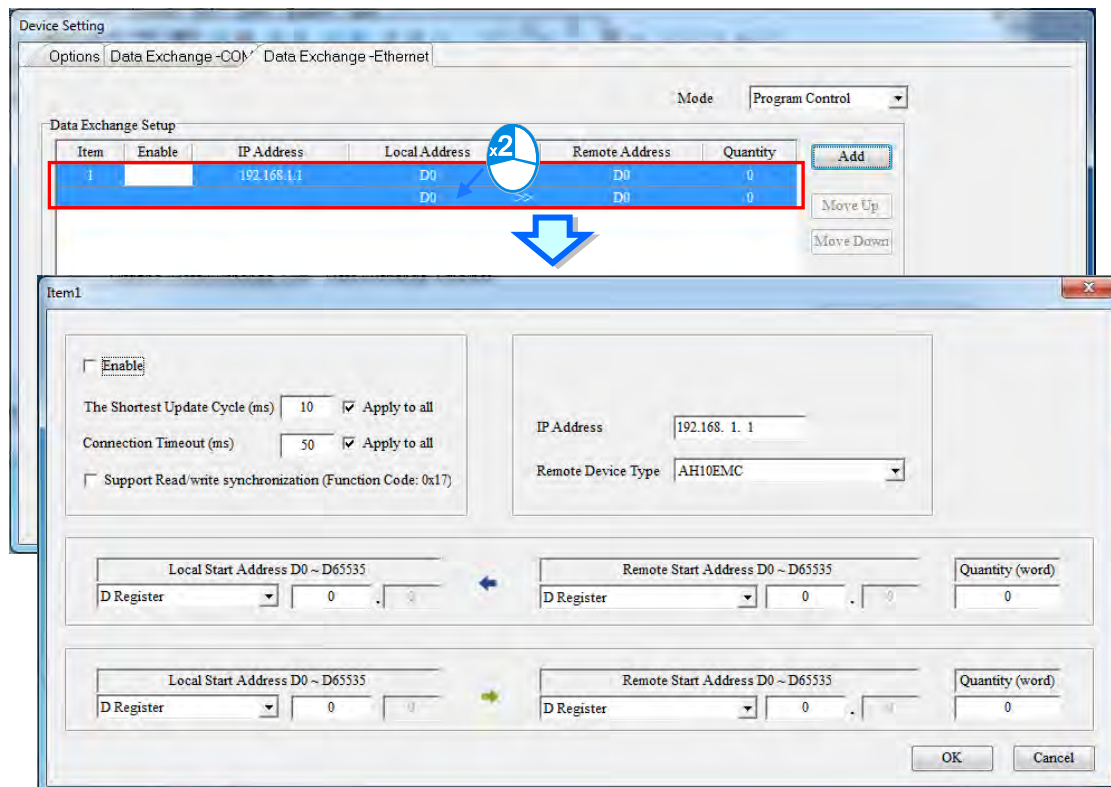 Device Setting
Options Data Exchange -COM Data Exchange -Ethernet
Mode Program Control
Data Exchange Setup
Item Enable IP Address Local Address Remote Address Quantity
x2
Add
1 192.168.1.1 D0 D0 0
D0 >> D0 0
Move Up
Move Down
Item1
Enable
The Shortest Update Cycle (ms) 10 Apply to all
Connection Timeout (ms) 50 Apply to all
Support Read/write synchronization (Function Code: 0x17)
IP Address 192.168. 1. 1
Remote Device Type AH10EMC
Local Start Address D0 ~ D65535 Remote Start Address D0 ~ D65535 Quantity (word)
D Register 0 . 0 D Register 0 . 0 0
Local Start Address D0 ~ D65535 Remote Start Address D0 ~ D65535 Quantity (word)
D Register 0 0 D Register 0 . 0 0
OK Cancel